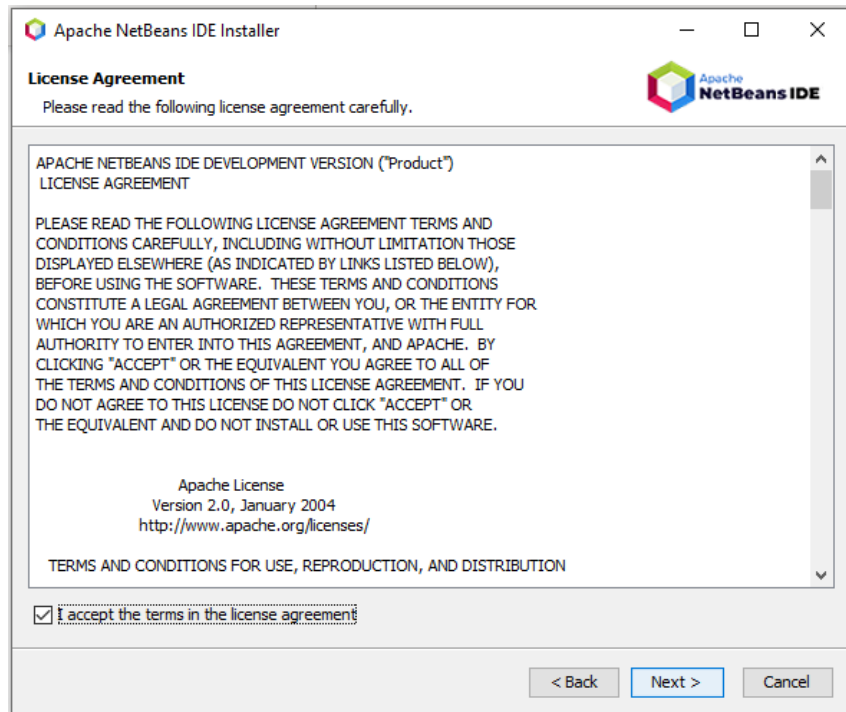 Apache NetBeans IDE Installer
License Agreement
Please read the following license agreement carefully.
Apache
NetBeans IDE
APACHE NETBEANS IDE DEVELOPMENT VERSION ("Product")
LICENSE AGREEMENT
PLEASE READ THE FOLLOWING LICENSE AGREEMENT TERMS AND
CONDITIONS CAREFULLY, INCLUDING WITHOUT LIMITATION THOSE
DISPLAYED ELSEWHERE (AS INDICATED BY LINKS LISTED BELOW),
BEFORE USING THE SOFTWARE.  THESE TERMS AND CONDITIONS
CONSTITUTE A LEGAL AGREEMENT BETWEEN YOU, OR THE ENTITY FOR
WHICH YOU ARE AN AUTHORIZED REPRESENTATIVE WITH FULL
AUTHORITY TO ENTER INTO THIS AGREEMENT, AND APACHE.  BY
CLICKING "ACCEPT" OR THE EQUIVALENT YOU AGREE TO ALL OF
THE TERMS AND CONDITIONS OF THIS LICENSE AGREEMENT.  IF YOU
DO NOT AGREE TO THIS LICENSE DO NOT CLICK "ACCEPT" OR
THE EQUIVALENT AND DO NOT INSTALL OR USE THIS SOFTWARE.
Apache License
Version 2.0, January 2004
http://www.apache.org/licenses/
TERMS AND CONDITIONS FOR USE, REPRODUCTION, AND DISTRIBUTION
I accept the terms in the license agreement
< Back
Next >
Cancel